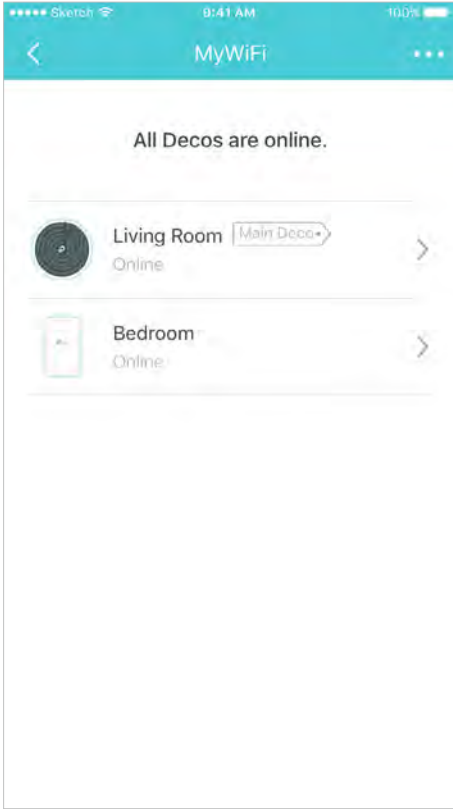 Sketch 9:41 AM 100%
MyWiFi
All Decos are online.
Living Room Main Deco
Online
Bedroom
Online